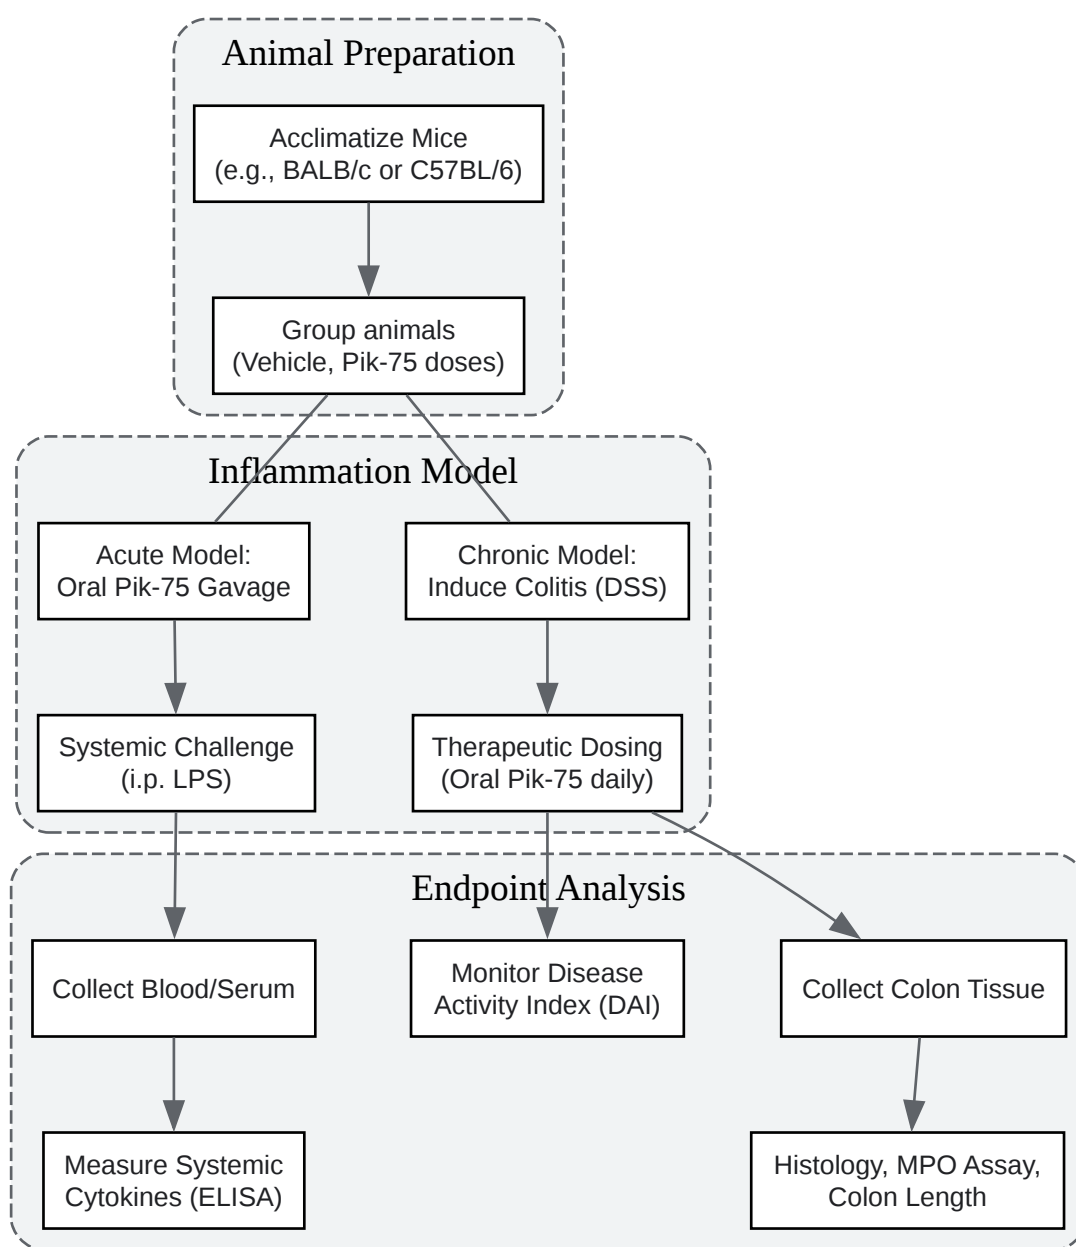 Animal Preparation
Acclimatize Mice
(e.g., BALB/c or C57BL/6)
Group animals
(Vehicle, Pik-75 doses)
Inflammation Model
Acute Model:
Oral Pik-75 Gavage
Chronic Model:
Induce Colitis (DSS)
Systemic Challenge
(i.p. LPS)
Therapeutic Dosing
(Oral Pik-75 daily)
Endpoint Analysis
Collect Blood/Serum
Monitor Disease
Activity Index (DAI)
Collect Colon Tissue
Measure Systemic
Cytokines (ELISA)
Histology, MPO Assay,
Colon Length